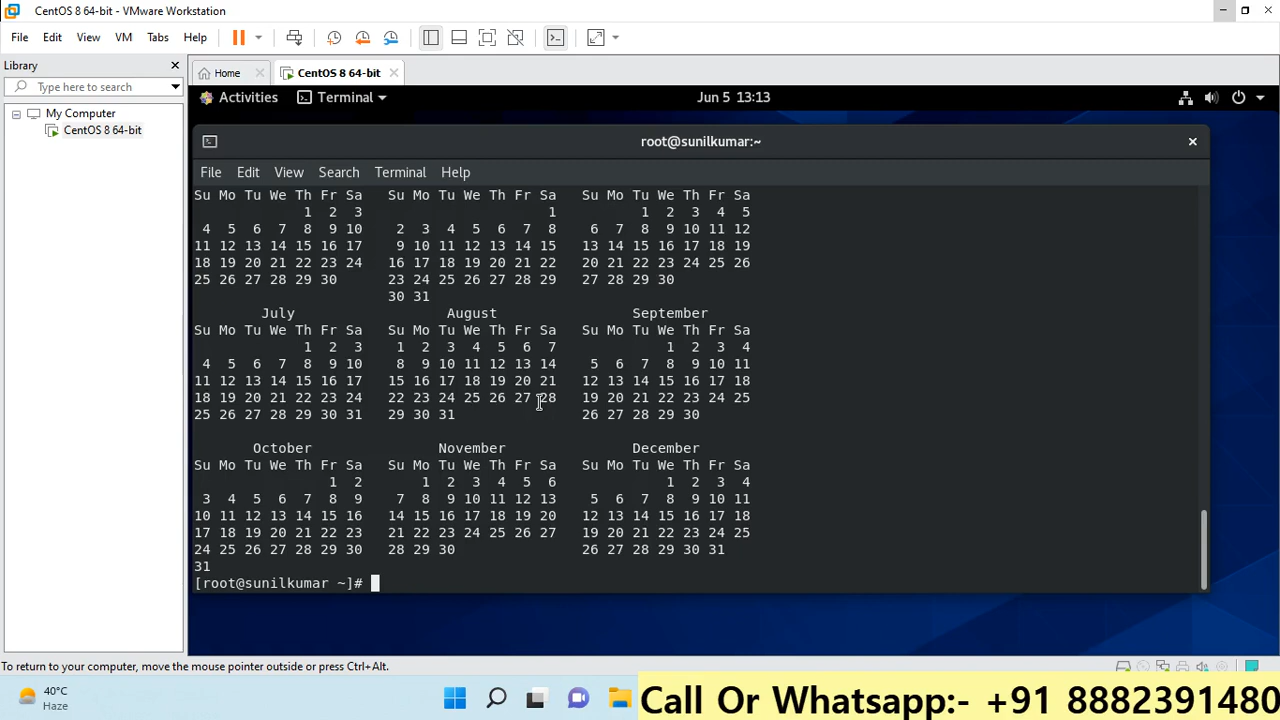 CentOS 8 64-bit - VMware Workstation
File Edit View VM Tabs Help
Library
Type here to search
My Computer
CentOS 8 64-bit
Home CentOS 8 64-bit
Activities Terminal Jun 5 13:13
root@sunilkumar:~
File Edit View Search Terminal Help
Su Mo Tu We Th Fr Sa Su Mo Tu We Th Fr Sa Su Mo Tu We Th Fr Sa
1 2 3 1 1 2 3 4 5
4 5 6 7 8 9 10 2 3 4 5 6 7 8 6 7 8 9 10 11 12
11 12 13 14 15 16 17 9 10 11 12 13 14 15 13 14 15 16 17 18 19
18 19 20 21 22 23 24 16 17 18 19 20 21 22 20 21 22 23 24 25 26
25 26 27 28 29 30 23 24 25 26 27 28 29 27 28 29 30
30 31
July August September
Su Mo Tu We Th Fr Sa Su Mo Tu We Th Fr Sa Su Mo Tu We Th Fr Sa
1 2 3 1 2 3 4 5 6 7 1 2 3 4
4 5 6 7 8 9 10 8 9 10 11 12 13 14 5 6 7 8 9 10 11
11 12 13 14 15 16 17 15 16 17 18 19 20 21 12 13 14 15 16 17 18
18 19 20 21 22 23 24 22 23 24 25 26 27 28 19 20 21 22 23 24 25
25 26 27 28 29 30 31 29 30 31 26 27 28 29 30
October November December
Su Mo Tu We Th Fr Sa Su Mo Tu We Th Fr Sa Su Mo Tu We Th Fr Sa
1 2 1 2 3 4 5 6 1 2 3 4
3 4 5 6 7 8 9 7 8 9 10 11 12 13 5 6 7 8 9 10 11
10 11 12 13 14 15 16 14 15 16 17 18 19 20 12 13 14 15 16 17 18
17 18 19 20 21 22 23 21 22 23 24 25 26 27 19 20 21 22 23 24 25
24 25 26 27 28 29 30 28 29 30 26 27 28 29 30 31
31
[root@sunilkumar ~]#
To return to your computer, move the mouse pointer outside or press Ctrl+Alt.
40°C
Haze
Call Or Whatsapp:- +91 8882391480